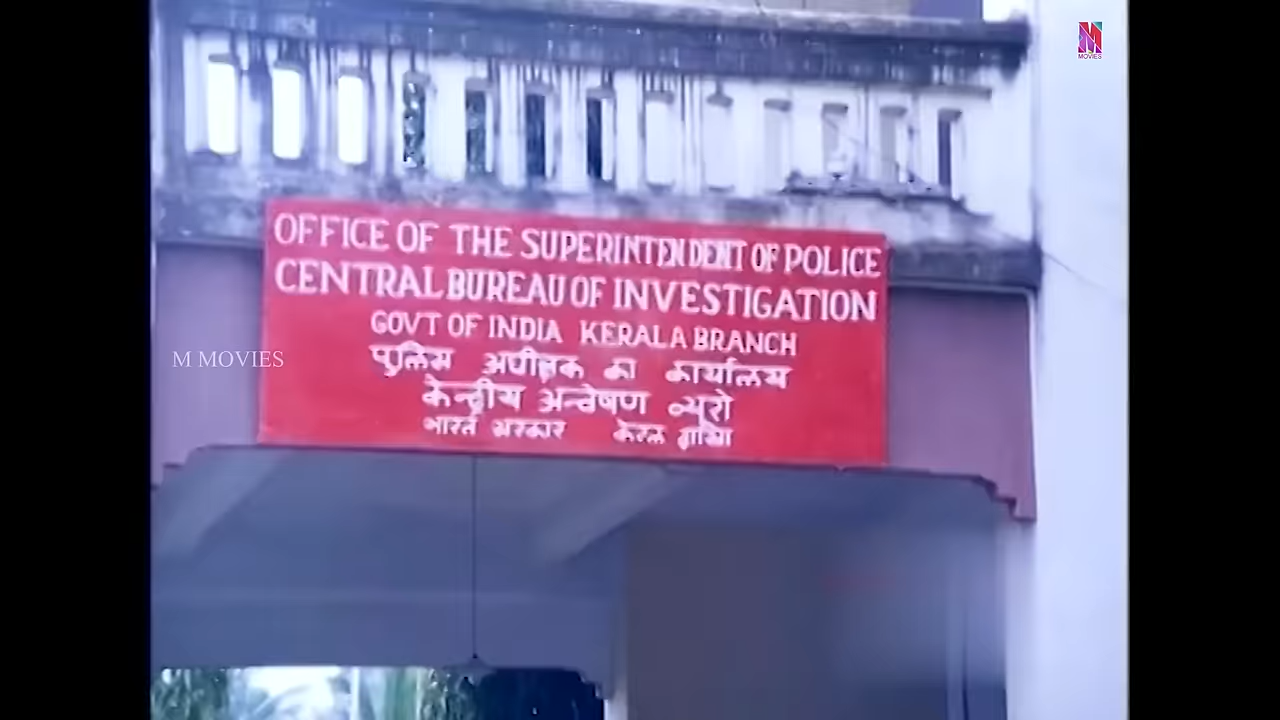 OFFICE OF THE SUPERINTENDENT OF POLICE
CENTRAL BUREAU OF INVESTIGATION
GOVT OF INDIA KERALA BRANCH
पुलिस अधीक्षक का कार्यालय
केन्द्रीय अन्वेषण ब्यूरो
भारत सरकार केरल
M MOVIES
MOVIES